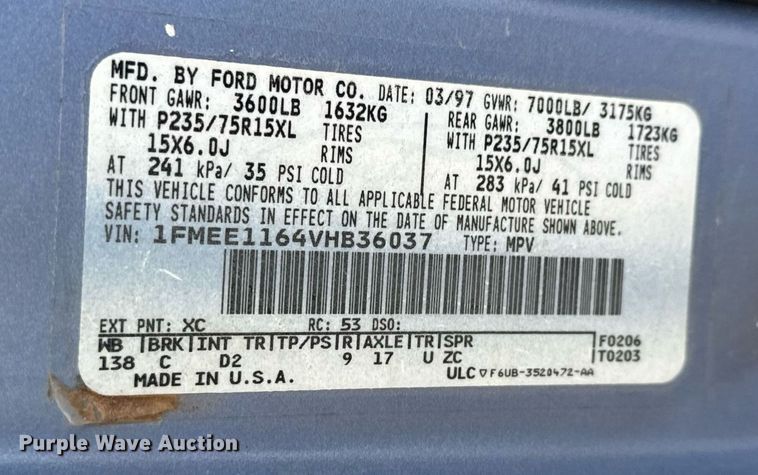 MFD. BY FORD MOTOR CO. DATE: 03/97 GVWR: 7000LB/ 3175KG
FRONT GAWR: 3600LB 1632KG REAR GAWR: 3800LB 1723KG
WITH P235/75R15XL TIRES WITH P235/75R15XL TIRES
15X6.0J RIMS 15X6.0J RIMS
AT 241 kPa/ 35 PSI COLD AT 283 kPa/ 41 PSI COLD
THIS VEHICLE CONFORMS TO ALL APPLICABLE FEDERAL MOTOR VEHICLE
SAFETY STANDARDS IN EFFECT ON THE DATE OF MANUFACTURE SHOWN ABOVE.
VIN: 1FMEE1164VHB36037 TYPE: MPV
EXT PNT: XC RC: 53 DSO:
WB BRK INT TR TP/PS R AXLE TR SPR F0206
138 C D2 9 17 U ZC T0203
MADE IN U.S.A. ULC F6UB-3520472-AA
Purple Wave Auction